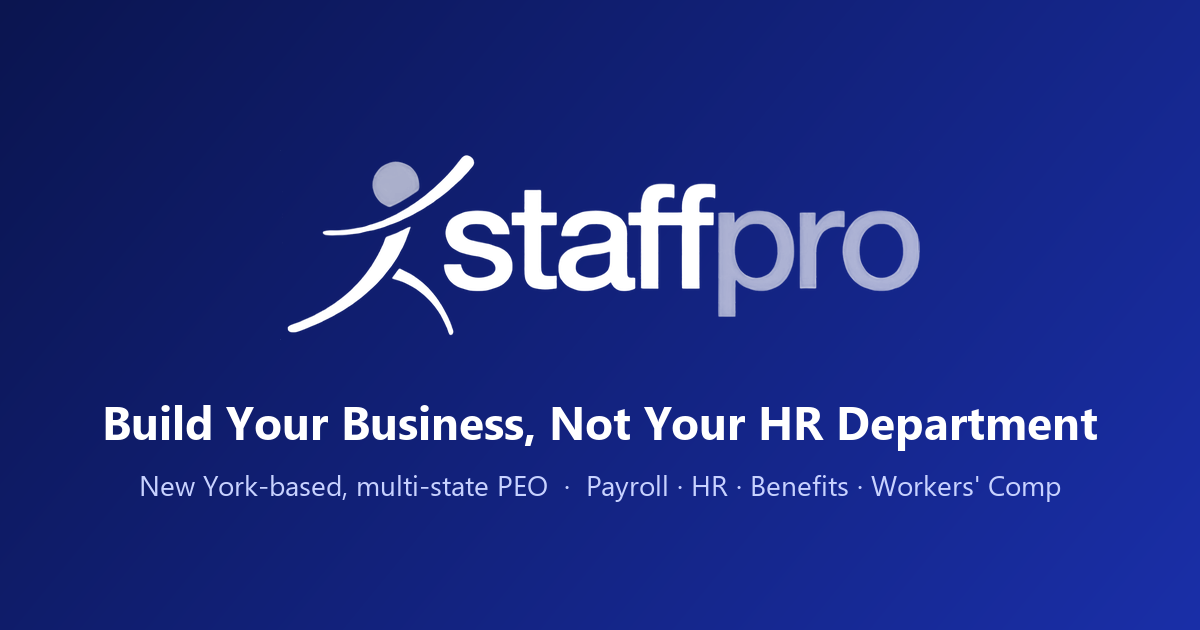 staffpro
Build Your Business, Not Your HR Department
New York-based, multi-state PEO · Payroll · HR · Benefits · Workers' Comp